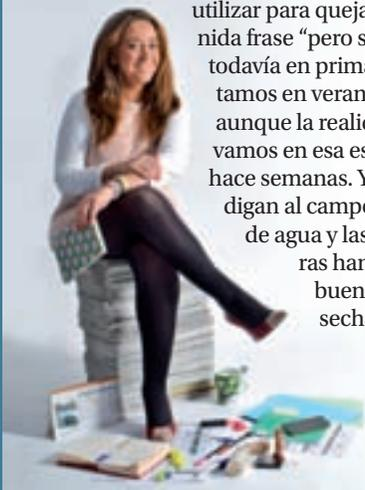 utilizar para queja
nida frase “pero s
todavía en prima
tamos en veran
aunque la realid
vamos en esa es
hace semanas. Y
digan al campo
de agua y las
ras han
buen
sech